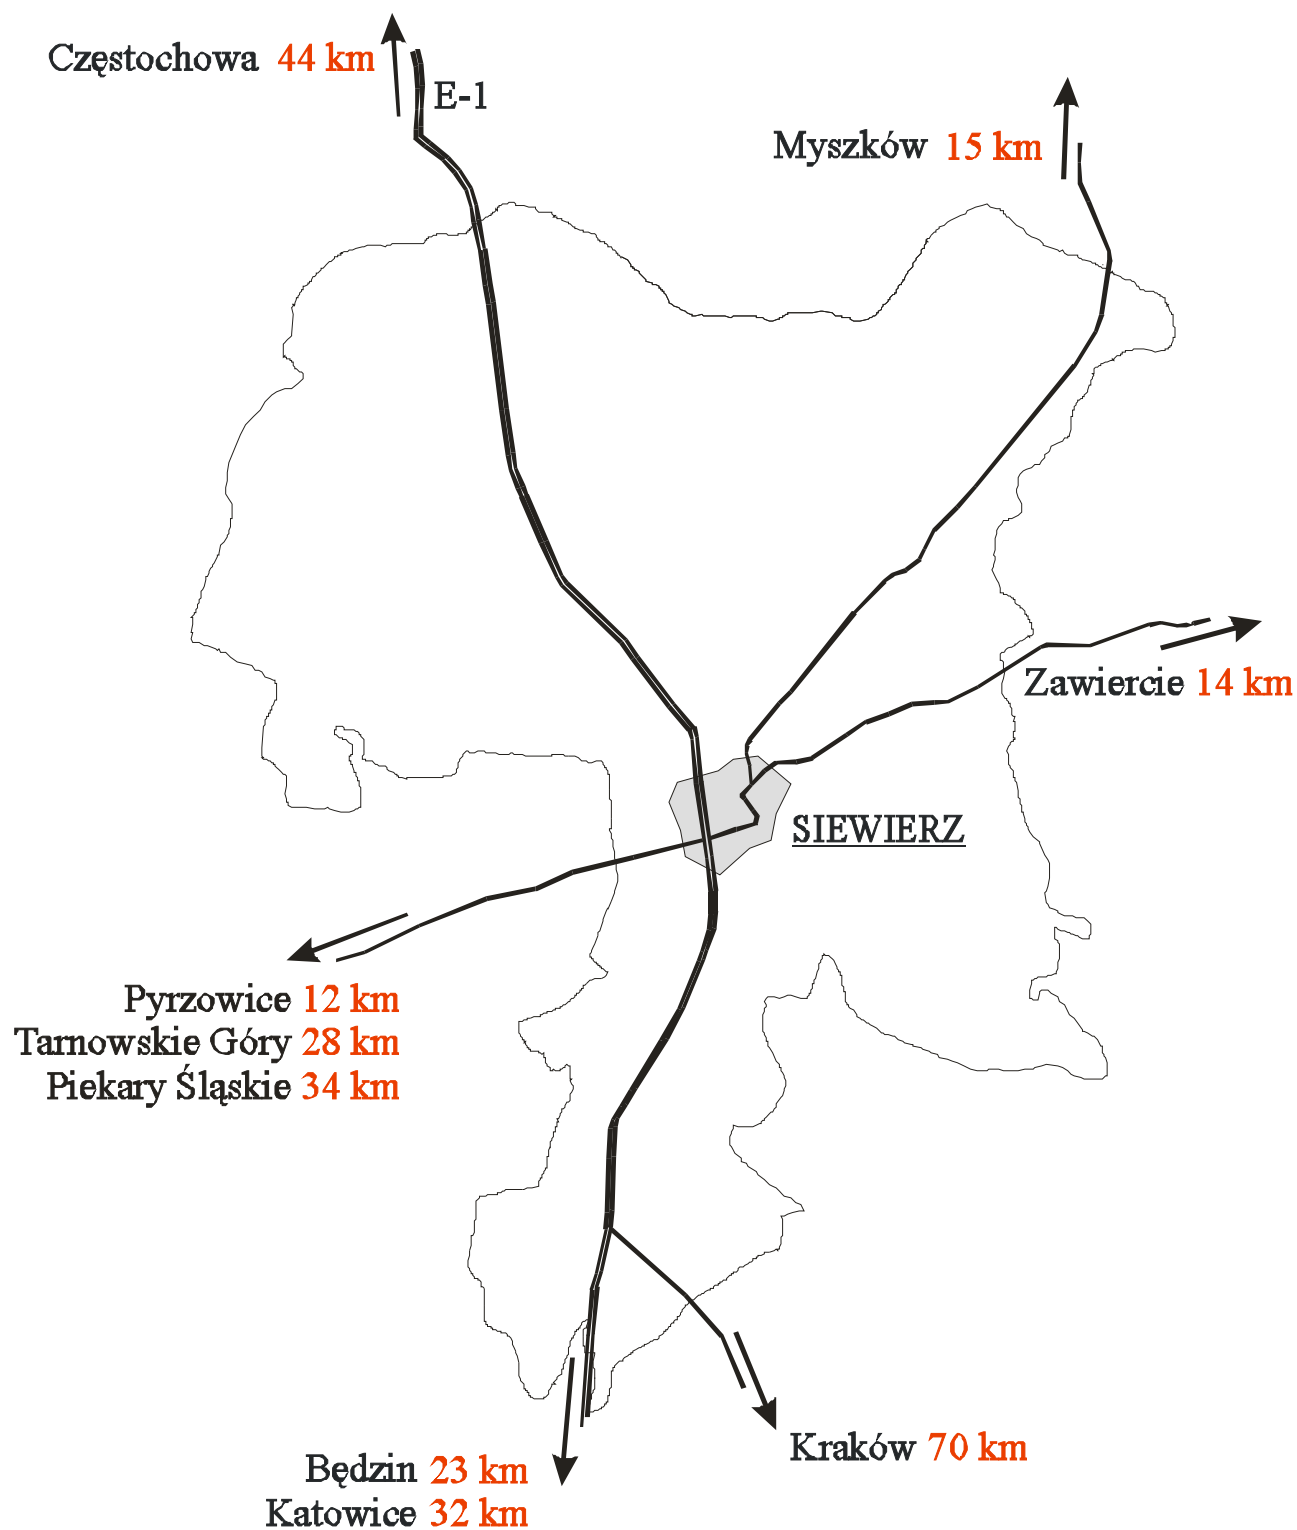 Częstochowa 44 km
E-1
Myszków 15 km
Zawiercie 14 km
SIEWIERZ
Pyrzowice 12 km
Tarnowskie Góry 28 km
Piekary Śląskie 34 km
Kraków 70 km
Będzin 23 km
Katowice 32 km